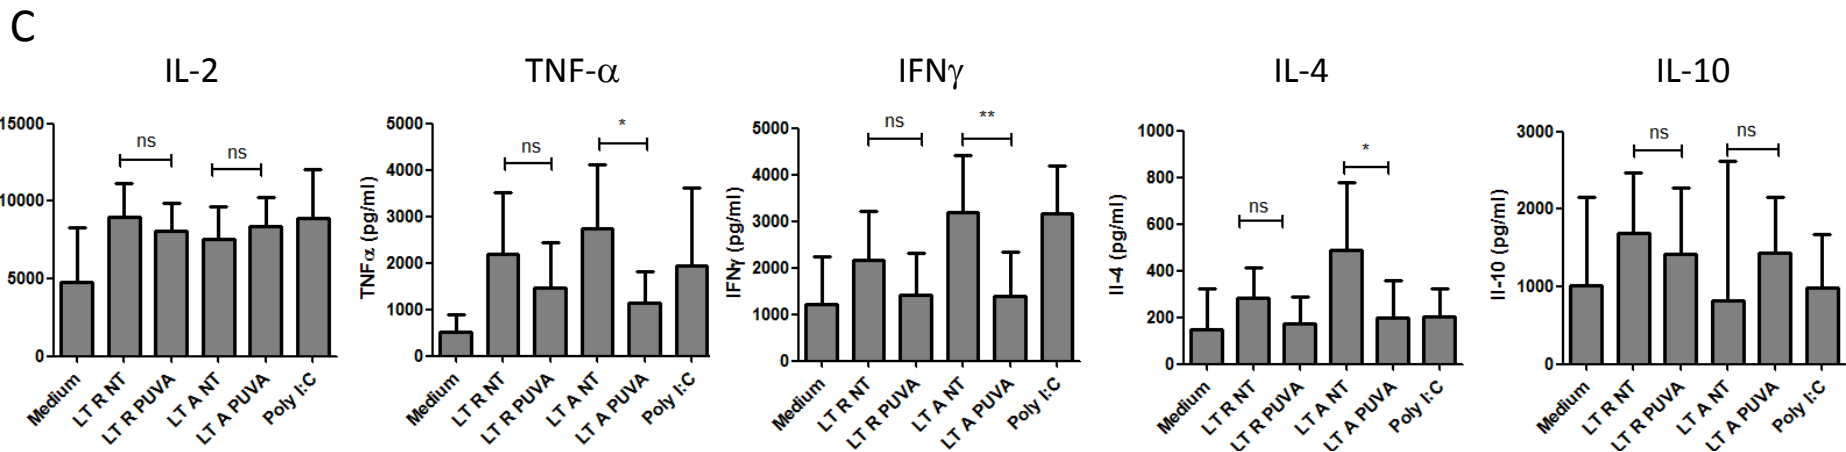 C
IL-2
TNF-α
IFNγ
IL-4
IL-10
15000
10000
5000
0
ns
ns
Medium
LT R NT
LT R PUVA
LT A NT
LT A PUVA
Poly I:C
TNFα (pg/ml)
5000
4000
3000
2000
1000
0
ns
*
Medium
LT R NT
LT R PUVA
LT A NT
LT A PUVA
Poly I:C
IFNγ (pg/ml)
5000
4000
3000
2000
1000
0
ns
**
Medium
LT R NT
LT R PUVA
LT A NT
LT A PUVA
Poly I:C
Il-4 (pg/ml)
1000
800
600
400
200
0
ns
*
Medium
LT R NT
LT R PUVA
LT A NT
LT A PUVA
Poly I:C
Il-10 (pg/ml)
3000
2000
1000
0
ns
ns
Medium
LT R NT
LT R PUVA
LT A NT
LT A PUVA
Poly I:C